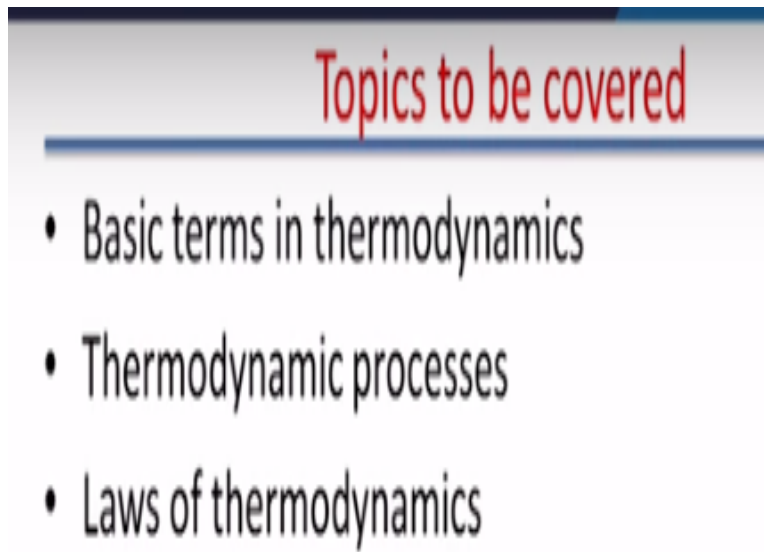 Topics to be covered
• Basic terms in thermodynamics
• Thermodynamic processes
• Laws of thermodynamics